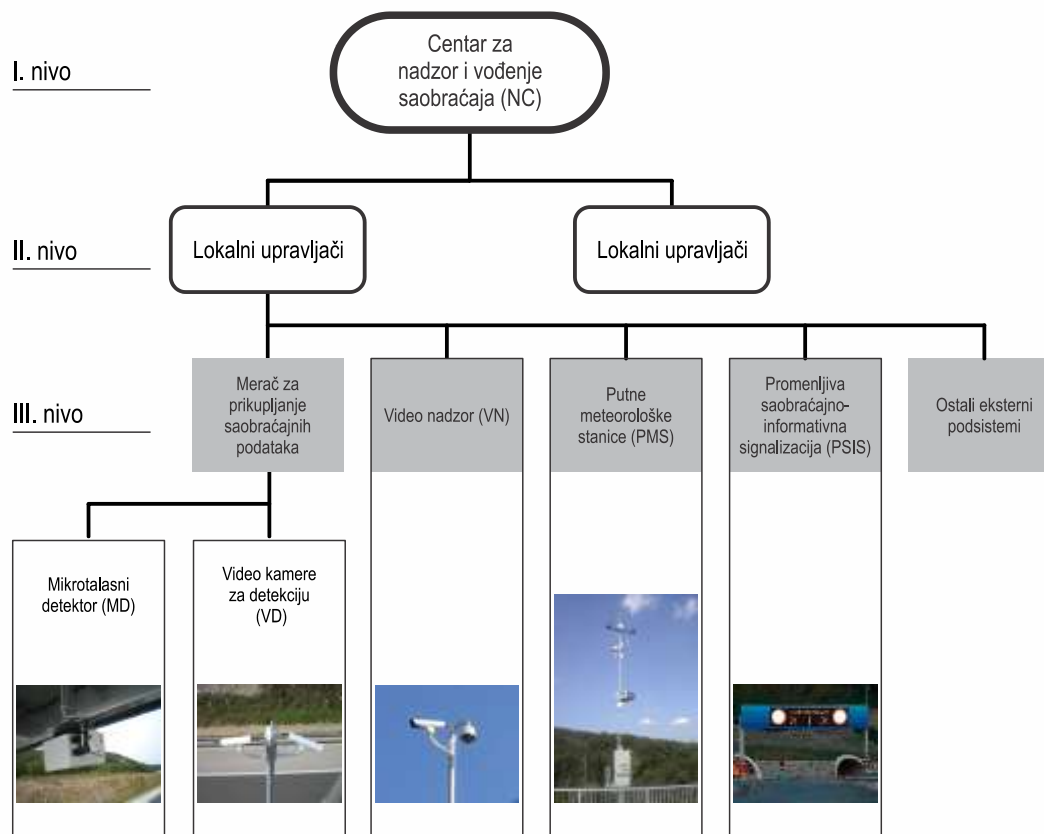 Centar za
nadzor i vođenje
saobraćaja (NC)
I. nivo
II. nivo
Lokalni upravljači
Lokalni upravljači
III. nivo
Merač za
prikupljanje
saobraćajnih
podataka
Video nadzor (VN)
Putne
meteorološke
stanice (PMS)
Promenljiva
saobraćajno-
informativna
signalizacija (PSIS)
Ostali eksterni
podsistemi
Mikrotalasni
detektor (MD)
Video kamere
za detekciju
(VD)